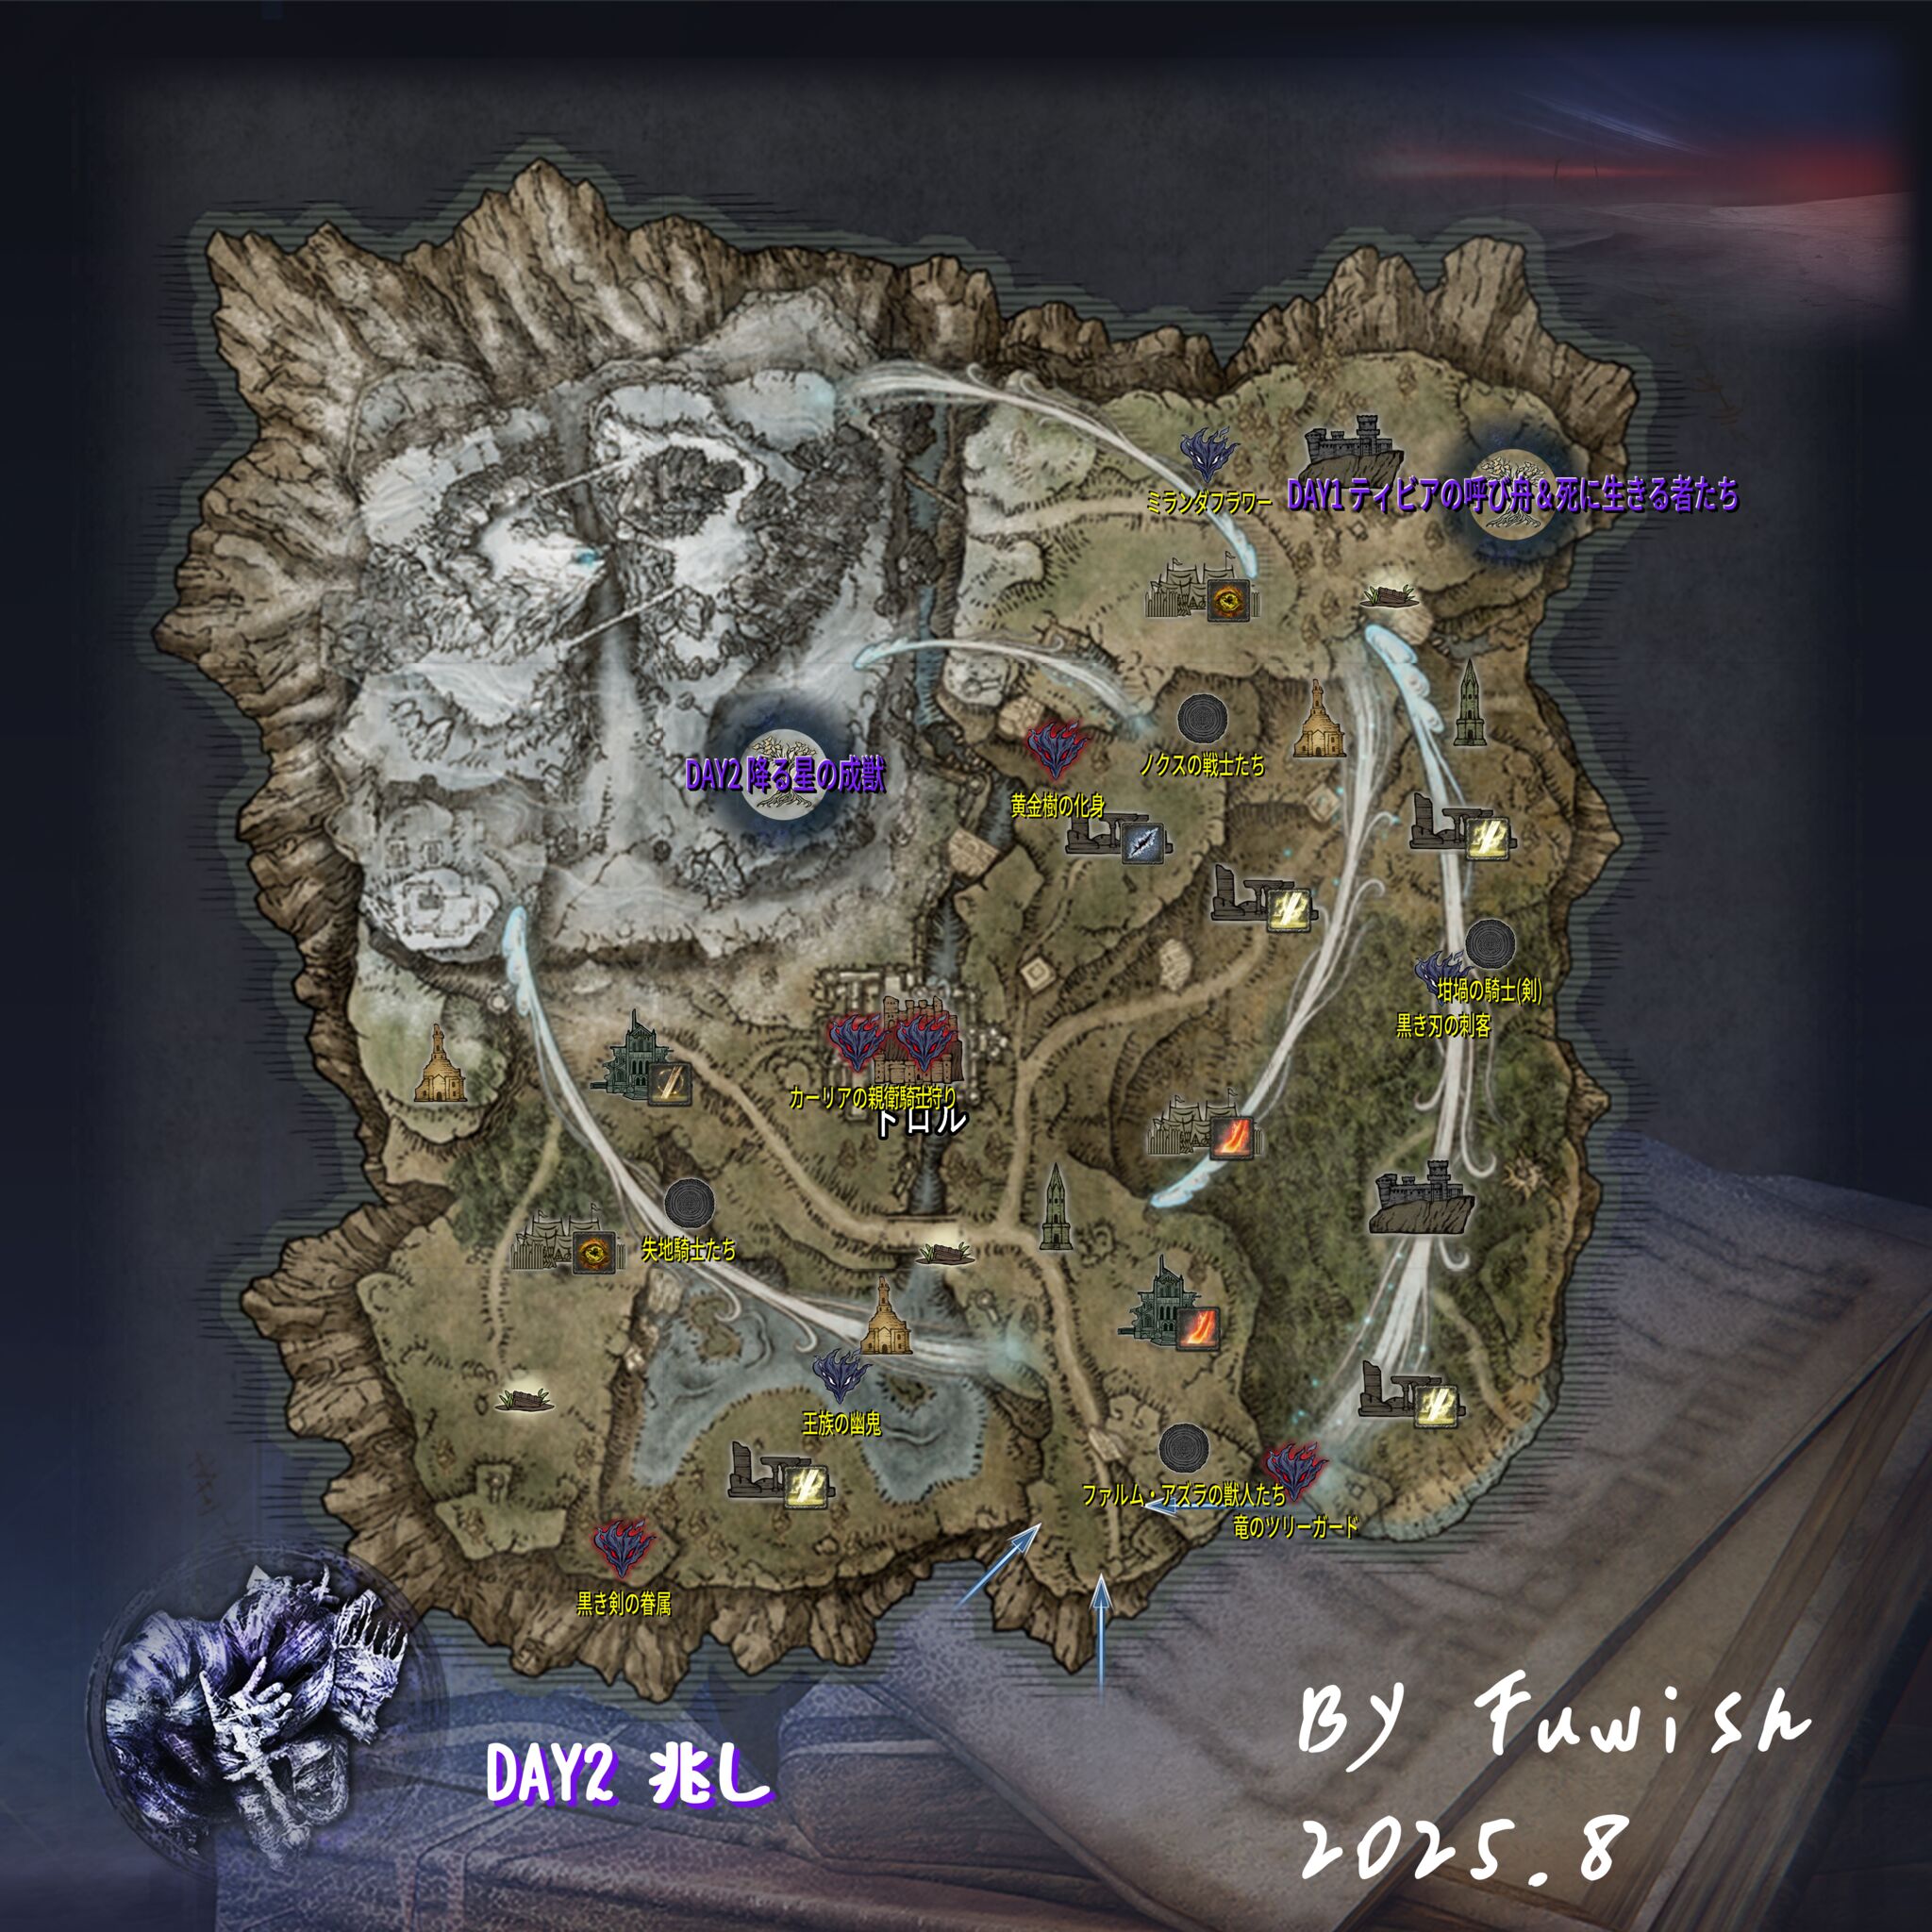 ミランダフラワー
DAY1 ティビアの呼び舟＆死に生きる者たち
ノクスの戦士たち
DAY2 降る星の成獣
黄金樹の化身
坩堝の騎士(剣)
黒き刃の刺客
カーリアの親衛騎士狩り
トロル
失地騎士たち
王族の幽鬼
ファルム・アズラの獣人たち
竜のツリーガード
黒き剣の眷属
BY Fuwish
DAY2 兆し
2025.8